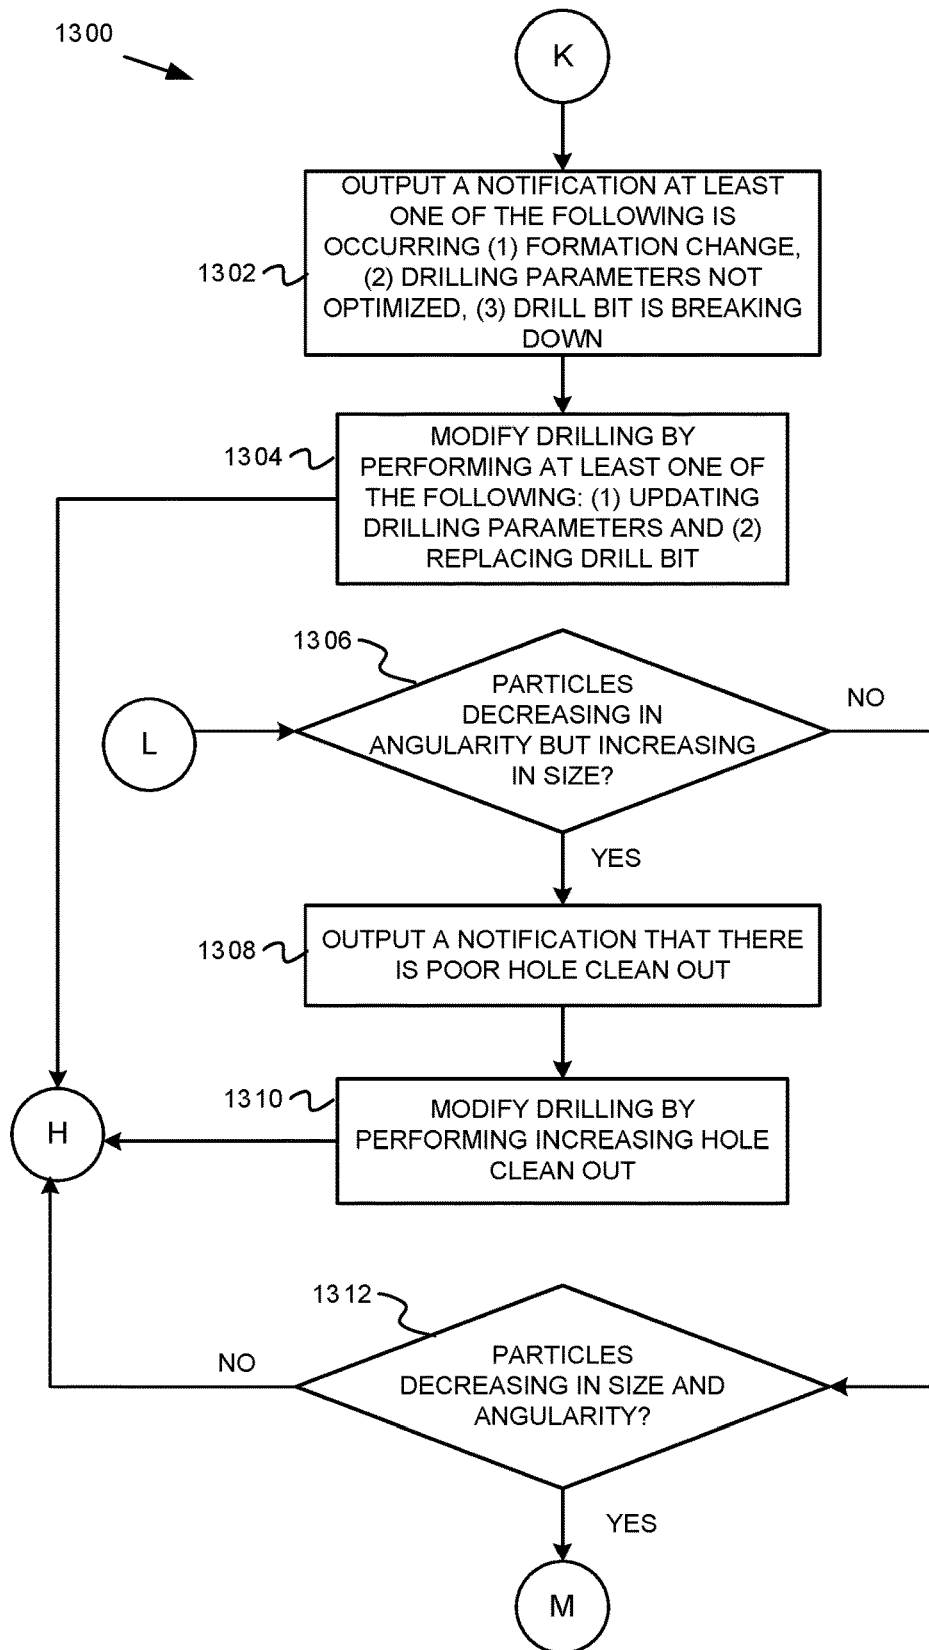 1300
K
OUTPUT A NOTIFICATION AT LEAST
ONE OF THE FOLLOWING IS
OCCURRING (1) FORMATION CHANGE,
(2) DRILLING PARAMETERS NOT
OPTIMIZED, (3) DRILL BIT IS BREAKING
DOWN
1302
MODIFY DRILLING BY
PERFORMING AT LEAST ONE OF
THE FOLLOWING: (1) UPDATING
DRILLING PARAMETERS AND (2)
REPLACING DRILL BIT
1304
1306
PARTICLES
DECREASING IN
ANGULARITY BUT INCREASING
IN SIZE?
NO
L
YES
1308
OUTPUT A NOTIFICATION THAT THERE
IS POOR HOLE CLEAN OUT
1310
MODIFY DRILLING BY
PERFORMING INCREASING HOLE
CLEAN OUT
H
1312
PARTICLES
DECREASING IN SIZE AND
ANGULARITY?
NO
YES
M